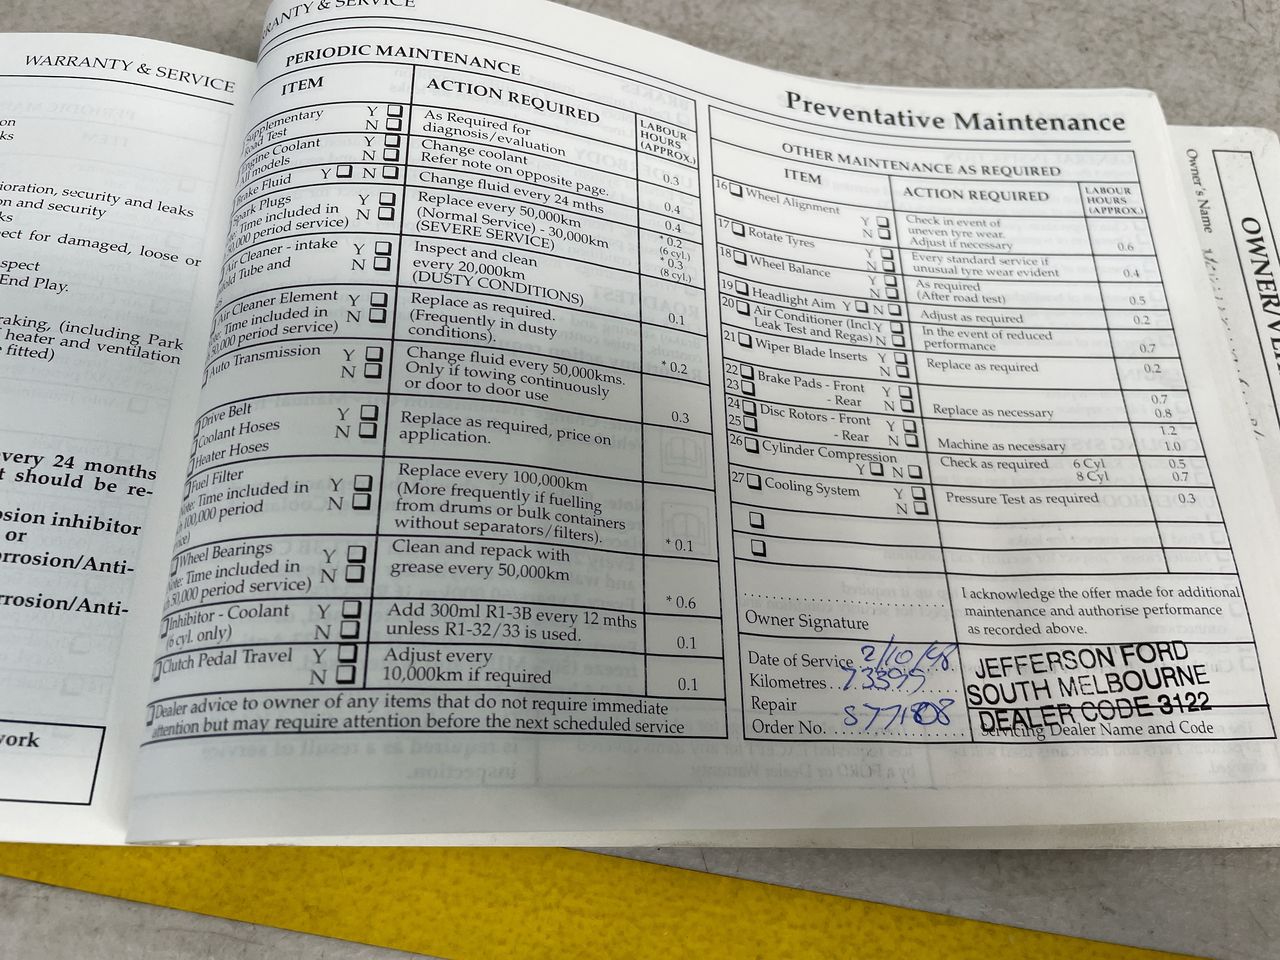 WARRANTY & SERVICE
ioration, security and leaks
on and security
ect for damaged, loose or
spect
End Play.
raking, (including Park
heater and ventilation
fitted)
very 24 months
t should be re-
osion inhibitor
or
orrosion/Anti-
rrosion/Anti-
work
RRANTY & SERVICE
PERIODIC MAINTENANCE
ITEM
ACTION REQUIRED
LABOUR
HOURS
(APPROX.)
Supplementary Y
Road Test N
As Required for
diagnosis/evaluation
0.3
Engine Coolant Y
All models N
Change coolant
Refer note on opposite page.
0.4
Brake Fluid Y N
Change fluid every 24 mths
0.4
Spark Plugs Y
Time included in N
0,000 period service)
Replace every 50,000km
(Normal Service) - 30,000km
(SEVERE SERVICE)
* 0.2
(6 cyl.)
* 0.3
(8 cyl.)
Air Cleaner - intake Y
Tube and N
Inspect and clean
every 20,000km
(DUSTY CONDITIONS)
0.1
Air Cleaner Element Y
Time included in N
50,000 period service)
Replace as required.
(Frequently in dusty
conditions).
* 0.2
Auto Transmission Y
N
Change fluid every 50,000kms.
Only if towing continuously
or door to door use
0.3
Drive Belt Y
Coolant Hoses N
Heater Hoses
Replace as required, price on
application.
Fuel Filter Y
Note: Time included in N
100,000 period
Replace every 100,000km
(More frequently if fuelling
from drums or bulk containers
without separators/filters).
* 0.1
Wheel Bearings Y
Note: Time included in N
50,000 period service)
Clean and repack with
grease every 50,000km
* 0.6
Inhibitor - Coolant Y
(6 cyl. only) N
Add 300ml R1-3B every 12 mths
unless R1-32/33 is used.
0.1
Clutch Pedal Travel Y
N
Adjust every
10,000km if required
0.1
Dealer advice to owner of any items that do not require immediate
attention but may require attention before the next scheduled service
Preventative Maintenance
OTHER MAINTENANCE AS REQUIRED
ITEM
ACTION REQUIRED
LABOUR
HOURS
(APPROX.)
16 Wheel Alignment Y
N
Check in event of
uneven tyre wear.
Adjust if necessary
0.6
17 Rotate Tyres Y
N
Every standard service if
unusual tyre wear evident
0.4
18 Wheel Balance Y
N
As required
(After road test)
0.5
19 Headlight Aim Y N
Adjust as required
0.2
20 Air Conditioner (Incl. Y
Leak Test and Regas) N
In the event of reduced
performance
0.7
21 Wiper Blade Inserts Y
N
Replace as required
0.2
22 Brake Pads - Front Y
23 - Rear N
Replace as necessary
0.7
0.8
24 Disc Rotors - Front Y
25 - Rear N
Machine as necessary
1.2
1.0
26 Cylinder Compression
Y N
Check as required 6 Cyl 0.5
8 Cyl 0.7
27 Cooling System Y
N
Pressure Test as required
0.3
Owner Signature
I acknowledge the offer made for additional
maintenance and authorise performance
as recorded above.
Date of Service 2/10/98
Kilometres 73399
Repair
Order No. S771808
JEFFERSON FORD
SOUTH MELBOURNE
DEALER CODE 3122
Servicing Dealer Name and Code
Owner's Name